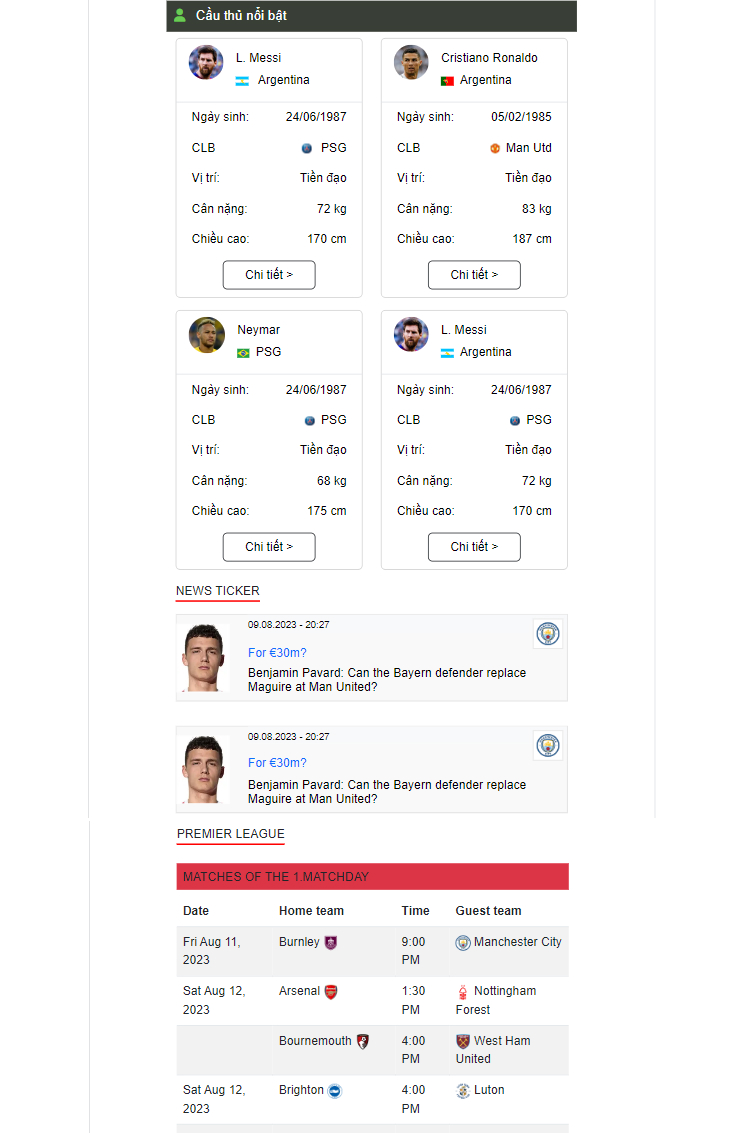 Cầu thủ nổi bật
L. Messi
Argentina
Ngày sinh: 24/06/1987
CLB PSG
Vị trí: Tiền đạo
Cân nặng: 72 kg
Chiều cao: 170 cm
Chi tiết >
Cristiano Ronaldo
Argentina
Ngày sinh: 05/02/1985
CLB Man Utd
Vị trí: Tiền đạo
Cân nặng: 83 kg
Chiều cao: 187 cm
Chi tiết >
Neymar
PSG
Ngày sinh: 24/06/1987
CLB PSG
Vị trí: Tiền đạo
Cân nặng: 68 kg
Chiều cao: 175 cm
Chi tiết >
L. Messi
Argentina
Ngày sinh: 24/06/1987
CLB PSG
Vị trí: Tiền đạo
Cân nặng: 72 kg
Chiều cao: 170 cm
Chi tiết >
NEWS TICKER
09.08.2023 - 20:27
For €30m?
Benjamin Pavard: Can the Bayern defender replace
Maguire at Man United?
09.08.2023 - 20:27
For €30m?
Benjamin Pavard: Can the Bayern defender replace
Maguire at Man United?
PREMIER LEAGUE
MATCHES OF THE 1.MATCHDAY
Date Home team Time Guest team
Fri Aug 11, Burnley 9:00 Manchester City
2023 PM
Sat Aug 12, Arsenal 1:30 Nottingham
2023 PM Forest
Bournemouth 4:00 West Ham
PM United
Sat Aug 12, Brighton 4:00 Luton
2023 PM